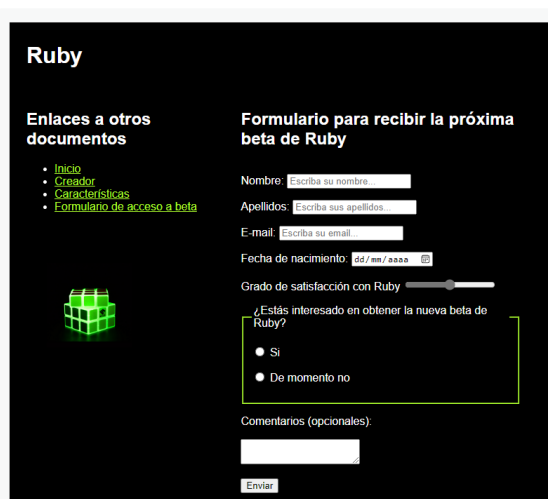 Ruby
Enlaces a otros
documentos
Inicio
Creador
Características
Formulario de acceso a beta
Formulario para recibir la próxima
beta de Ruby
Nombre: Escriba su nombre...
Apellidos: Escriba sus apellidos...
E-mail: Escriba su email...
Fecha de nacimiento: dd/mm/aaaa
Grado de satisfacción con Ruby
¿Estás interesado en obtener la nueva beta de
Ruby?
Si
De momento no
Comentarios (opcionales):
Enviar